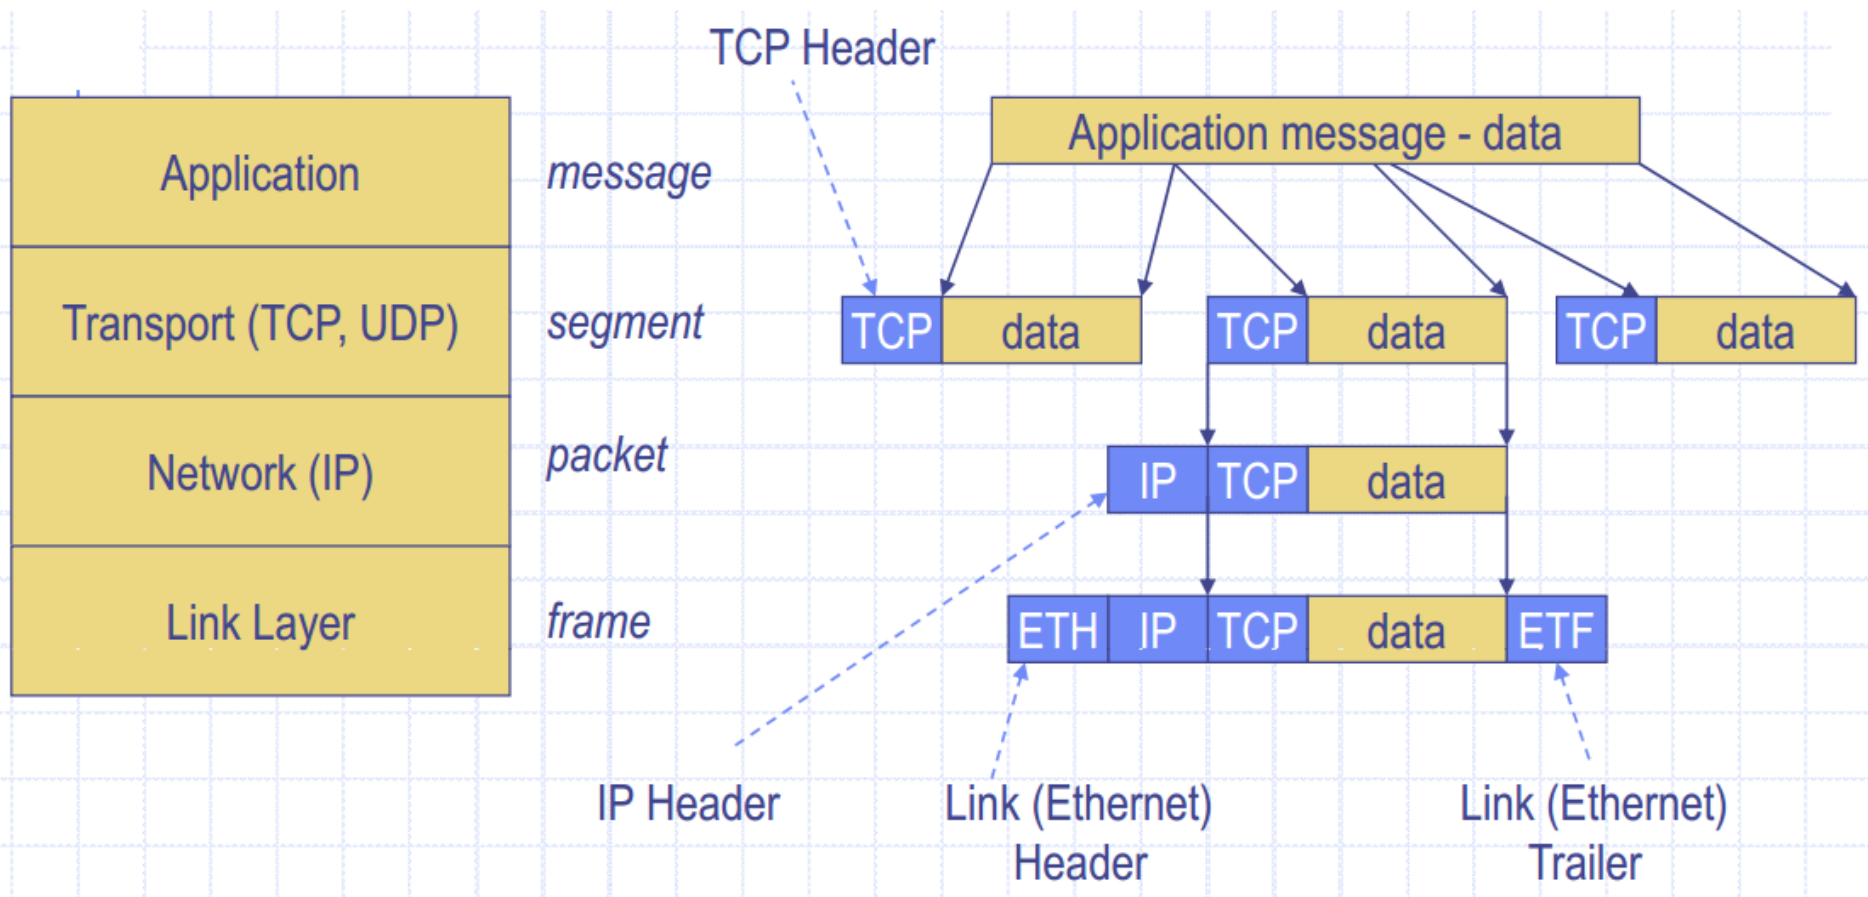 TCP Header
Application message - data
Application
message
Transport (TCP, UDP)
segment
TCP data
TCP data
TCP data
Network (IP)
packet
IP TCP data
Link Layer
frame
ETH IP TCP data ETF
IP Header
Link (Ethernet)
Header
Link (Ethernet)
Trailer